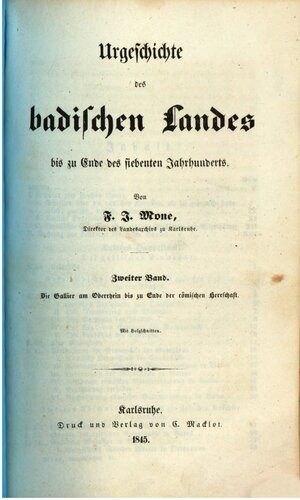 Urgeschichte
des
badischen Landes
bis zu Ende des siebenten Jahrhunderts.
Von
F. J. Mone,
Direktor des Landesarchivs zu Karlsruhe.
Zweiter Band.
Die Gallier am Oberrhein bis zu Ende der römischen Herrschaft.
Mit Holzschnitten.
Karlsruhe.
Druck und Verlag von C. Macklot.
1845.